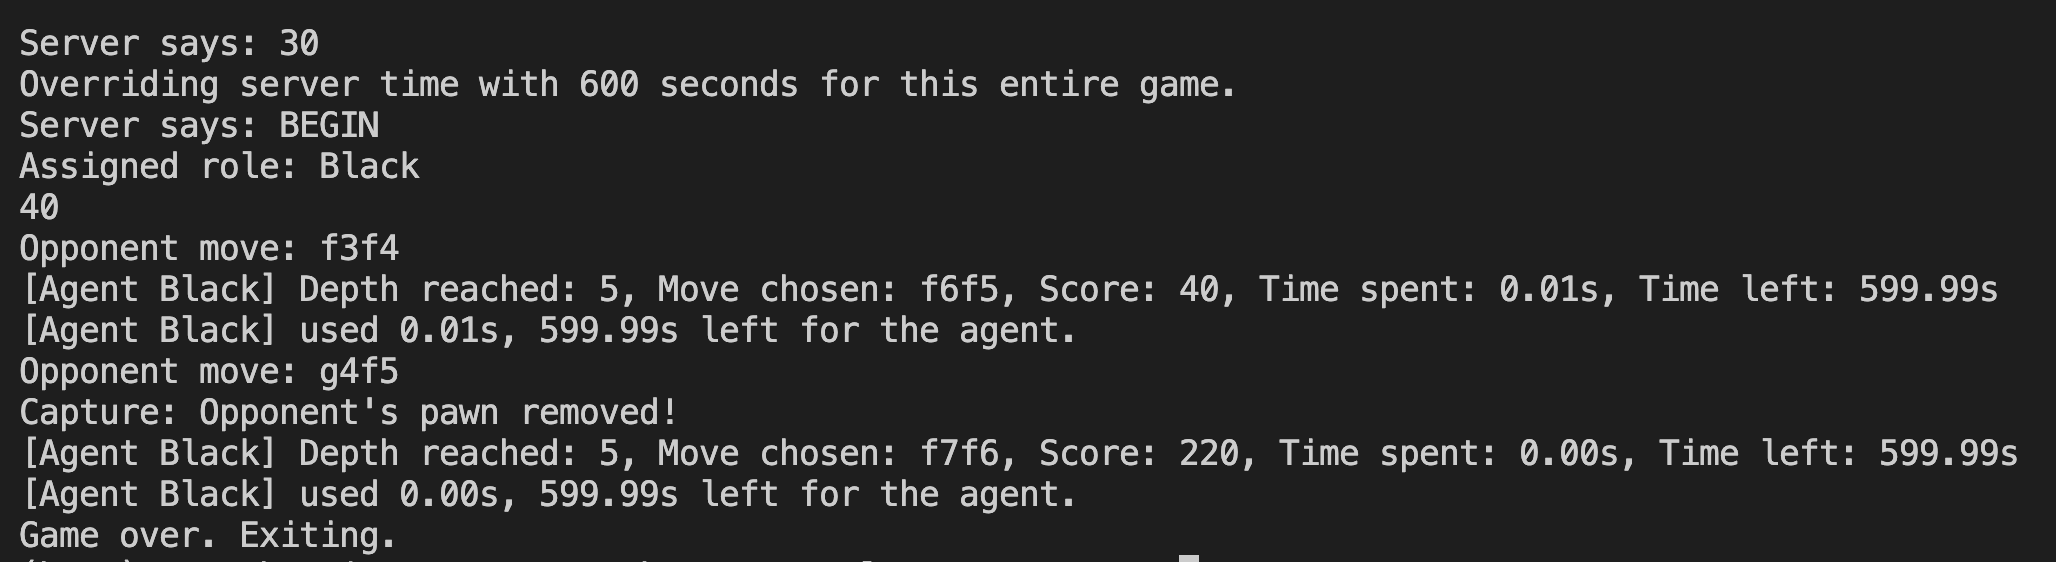 Server says: 30
Overriding server time with 600 seconds for this entire game.
Server says: BEGIN
Assigned role: Black
40
Opponent move: f3f4
[Agent Black] Depth reached: 5, Move chosen: f6f5, Score: 40, Time spent: 0.01s, Time left: 599.99s
[Agent Black] used 0.01s, 599.99s left for the agent.
Opponent move: g4f5
Capture: Opponent's pawn removed!
[Agent Black] Depth reached: 5, Move chosen: f7f6, Score: 220, Time spent: 0.00s, Time left: 599.99s
[Agent Black] used 0.00s, 599.99s left for the agent.
Game over. Exiting.